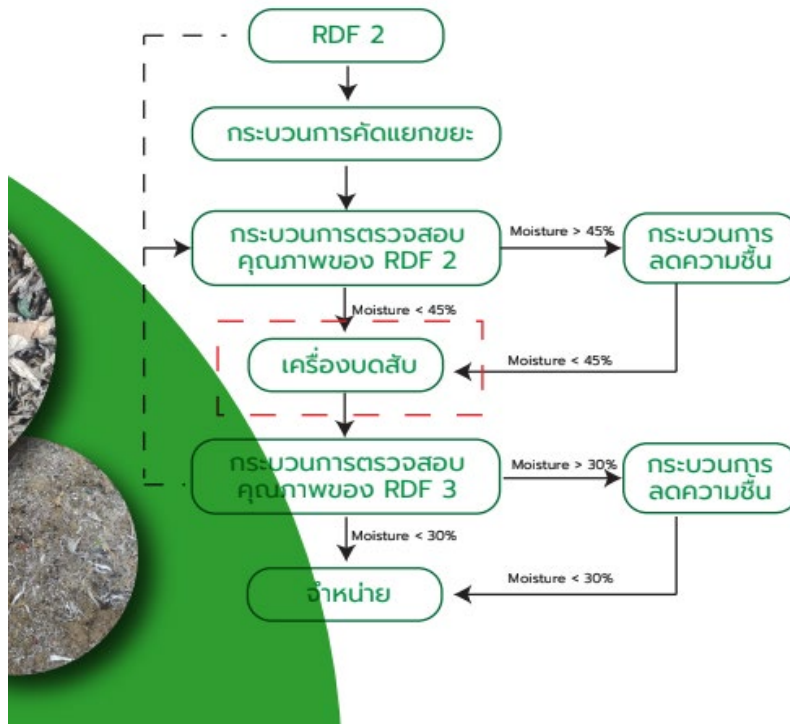 RDF 2
กระบวนการคัดแยกขยะ
กระบวนการตรวจสอบ
คุณภาพของ RDF 2
Moisture > 45%
กระบวนการ
ลดความชื้น
Moisture < 45%
เครื่องบดสับ
Moisture < 45%
กระบวนการตรวจสอบ
คุณภาพของ RDF 3
Moisture > 30%
กระบวนการ
ลดความชื้น
Moisture < 30%
จำหน่าย
Moisture < 30%